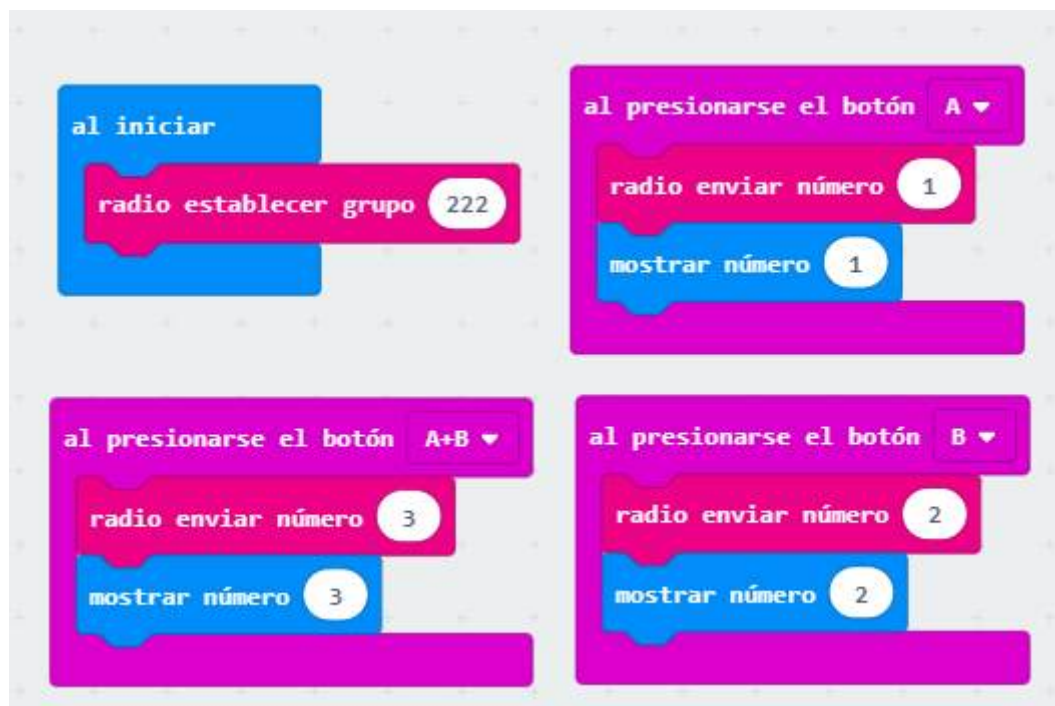 al iniciar
radio establecer grupo 222
al presionarse el botón A
radio enviar número 1
mostrar número 1
al presionarse el botón A+B
radio enviar número 3
mostrar número 3
al presionarse el botón B
radio enviar número 2
mostrar número 2